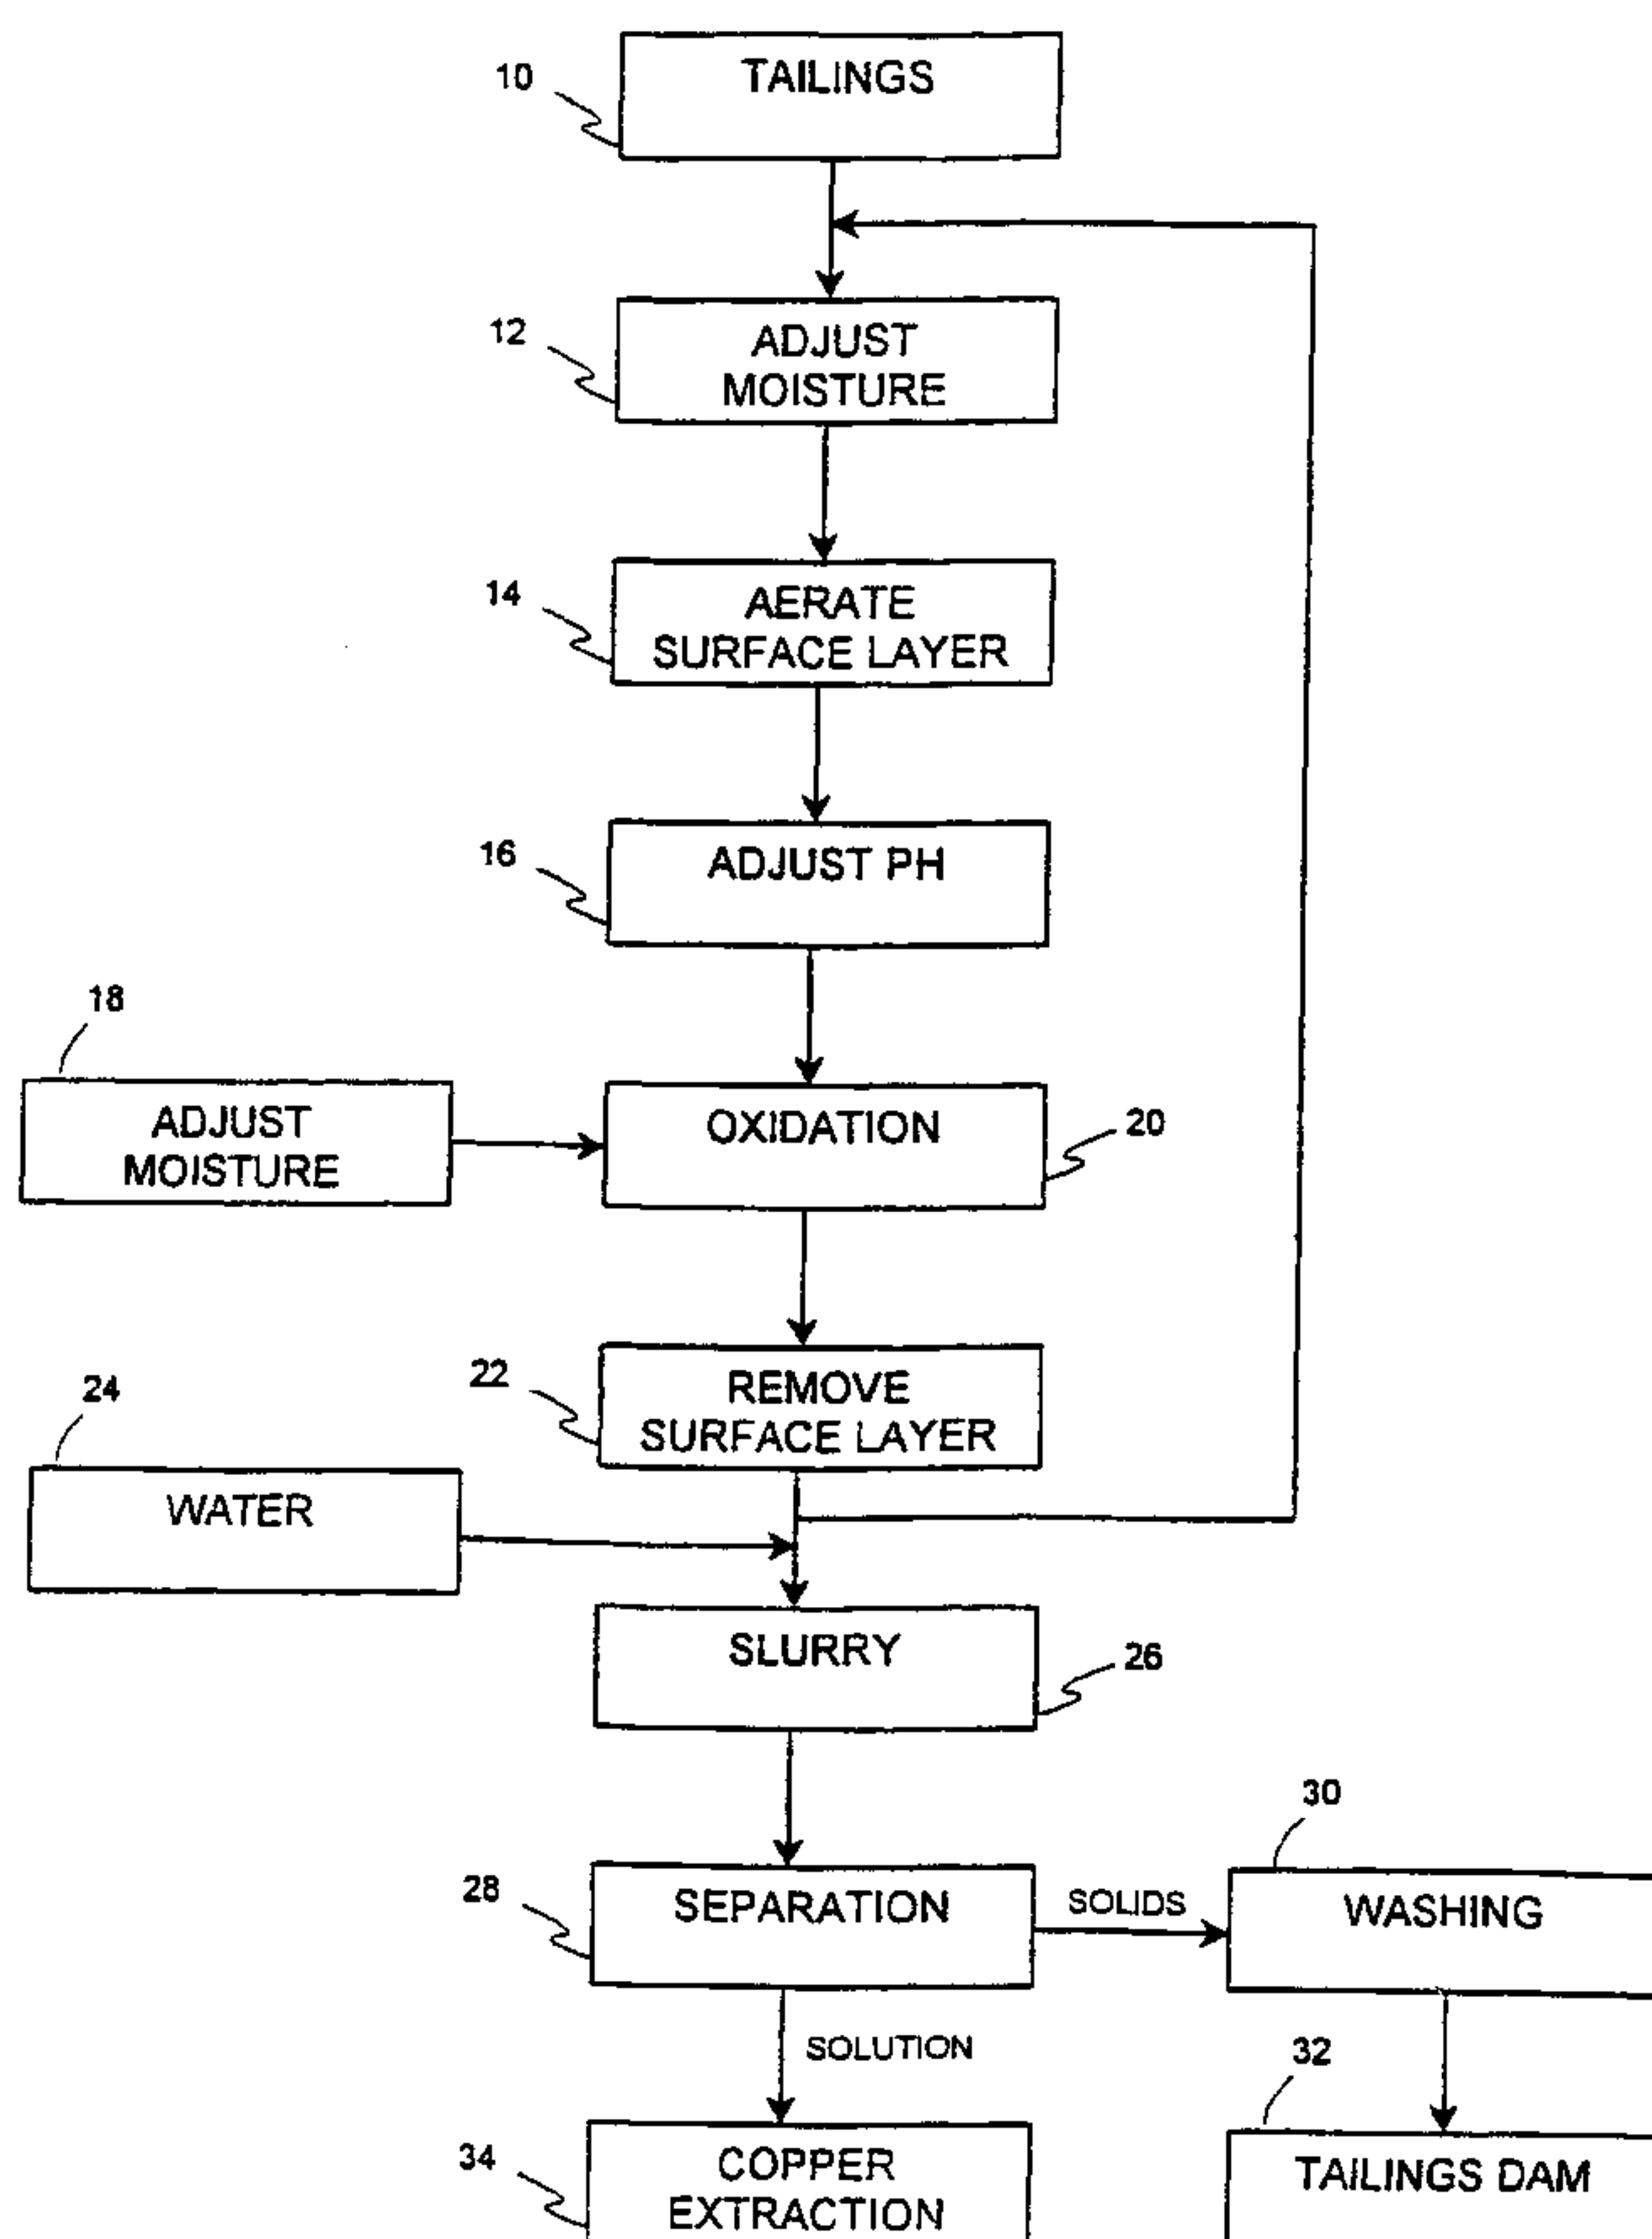 10
TAILINGS
12
ADJUST
MOISTURE
14
AERATE
SURFACE LAYER
16
ADJUST PH
18
ADJUST
MOISTURE
OXIDATION
20
22
REMOVE
SURFACE LAYER
24
WATER
SLURRY
26
28
SEPARATION
SOLIDS
30
WASHING
SOLUTION
32
TAILINGS DAM
34
COPPER
EXTRACTION